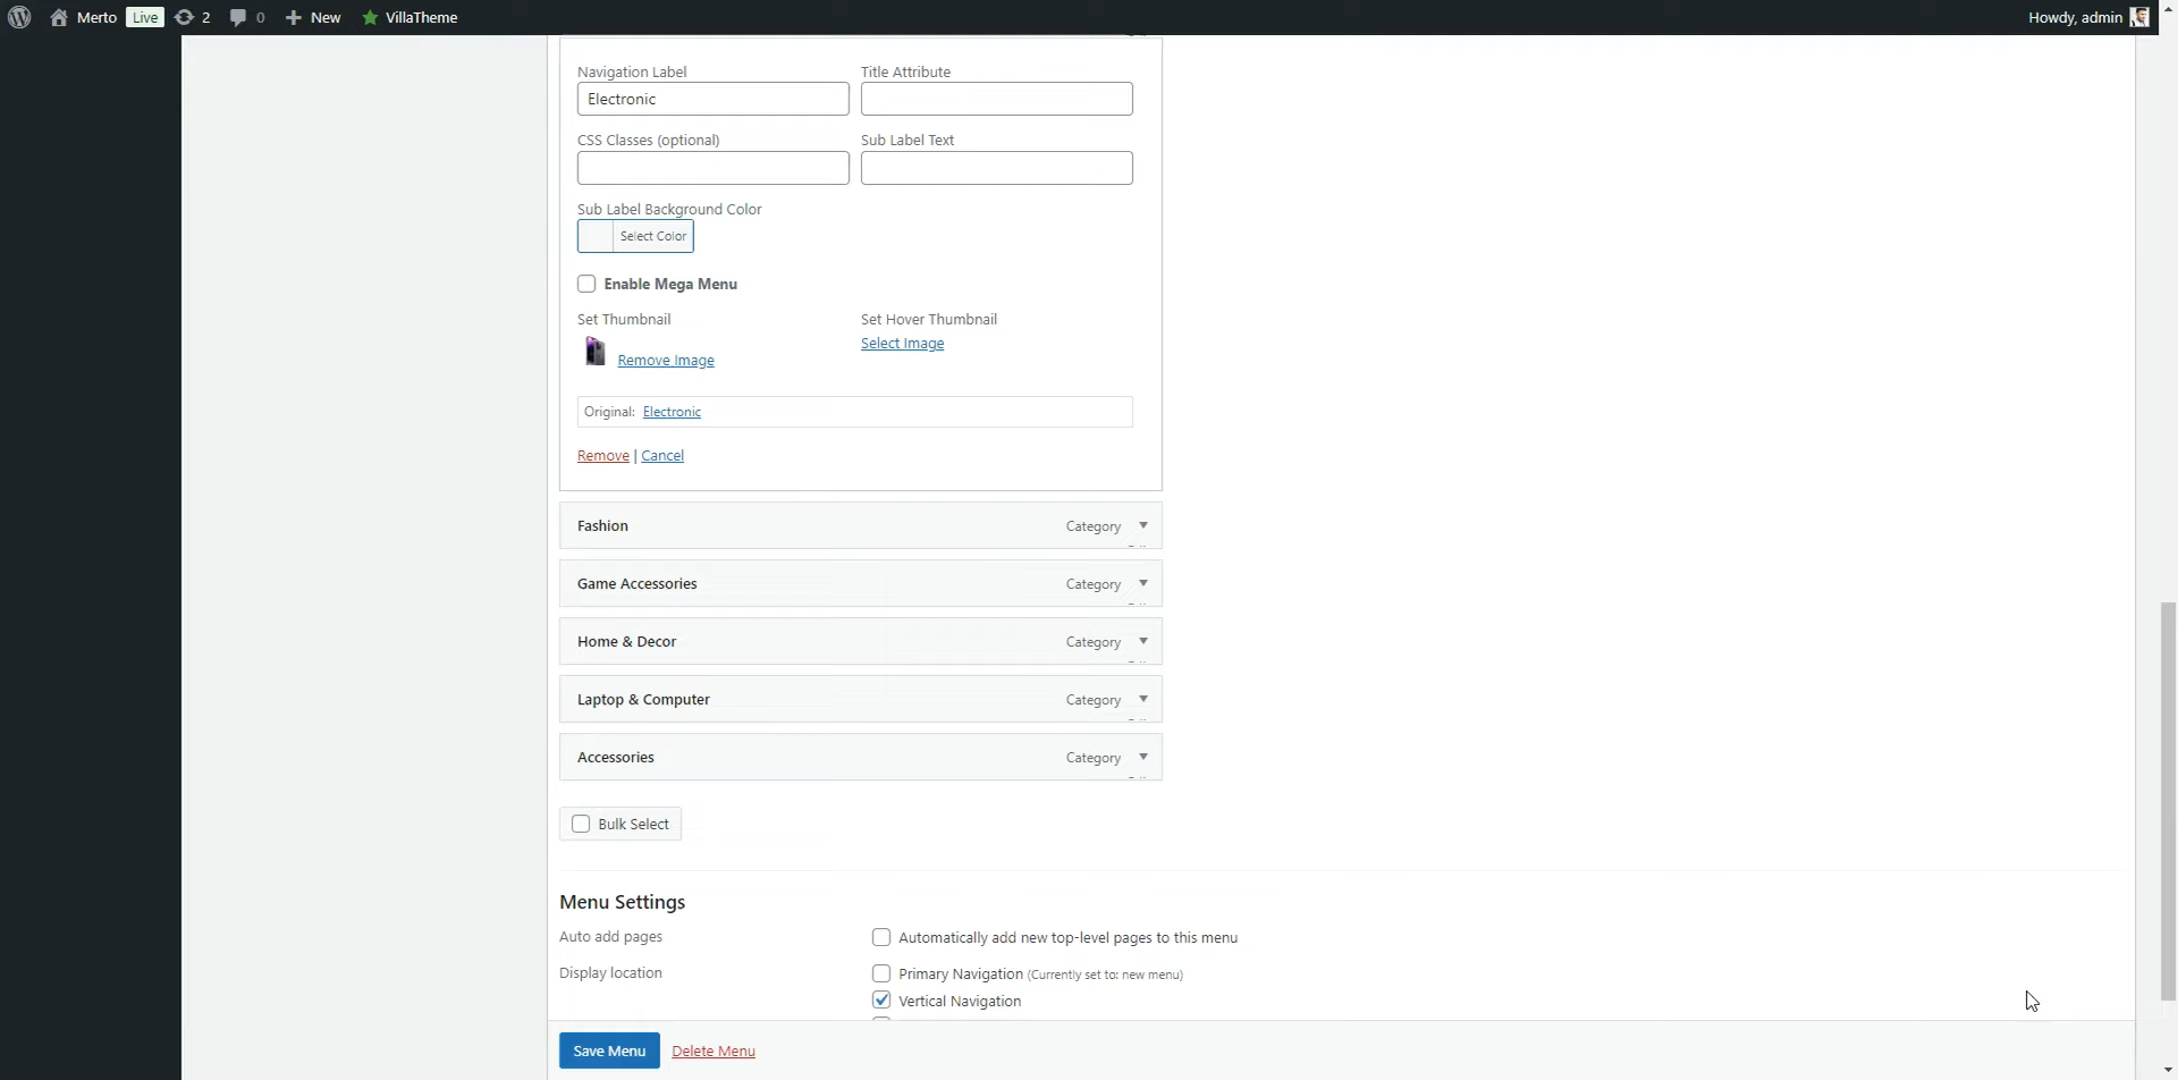 Merto Live 2 0 New VillaTheme Howdy, admin
Navigation Label Title Attribute
Electronic
CSS Classes (optional) Sub Label Text
Sub Label Background Color
Select Color
Enable Mega Menu
Set Thumbnail Set Hover Thumbnail
Select Image
Remove Image
Original: Electronic
Remove | Cancel
Fashion Category
Game Accessories Category
Home & Decor Category
Laptop & Computer Category
Accessories Category
Bulk Select
Menu Settings
Auto add pages Automatically add new top-level pages to this menu
Display location Primary Navigation (Currently set to: new menu)
Vertical Navigation
Save Menu Delete Menu